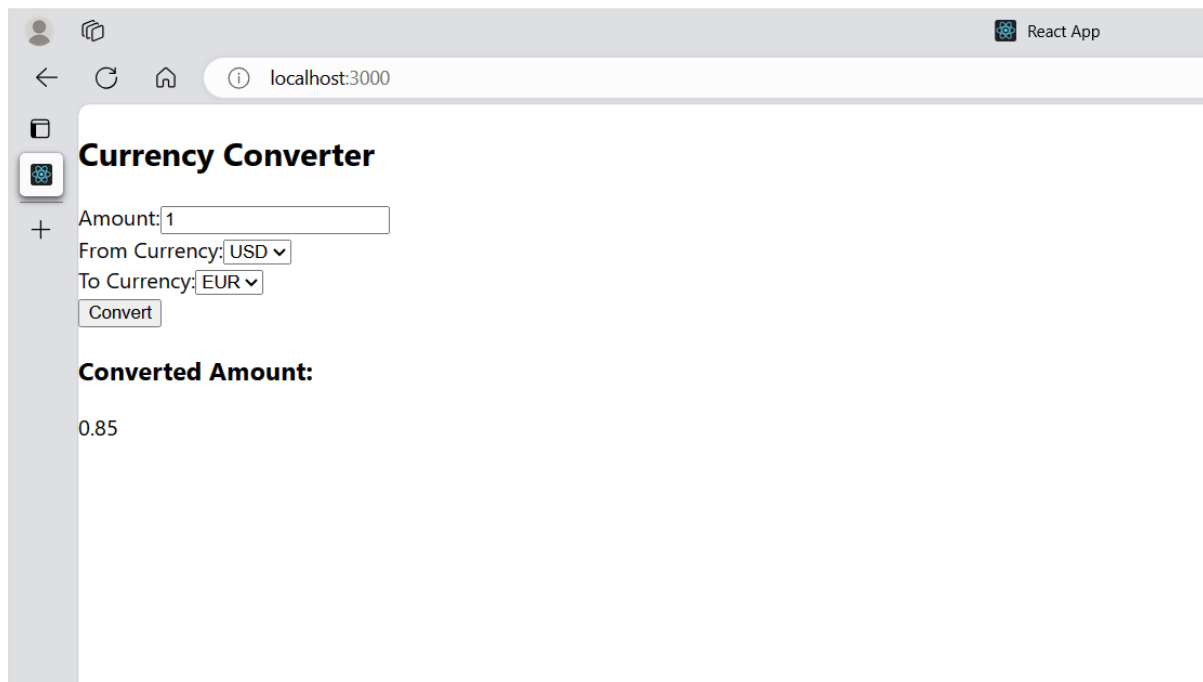 React App
localhost:3000
Currency Converter
Amount:1
From Currency:USD
To Currency:EUR
Convert
Converted Amount:
0.85